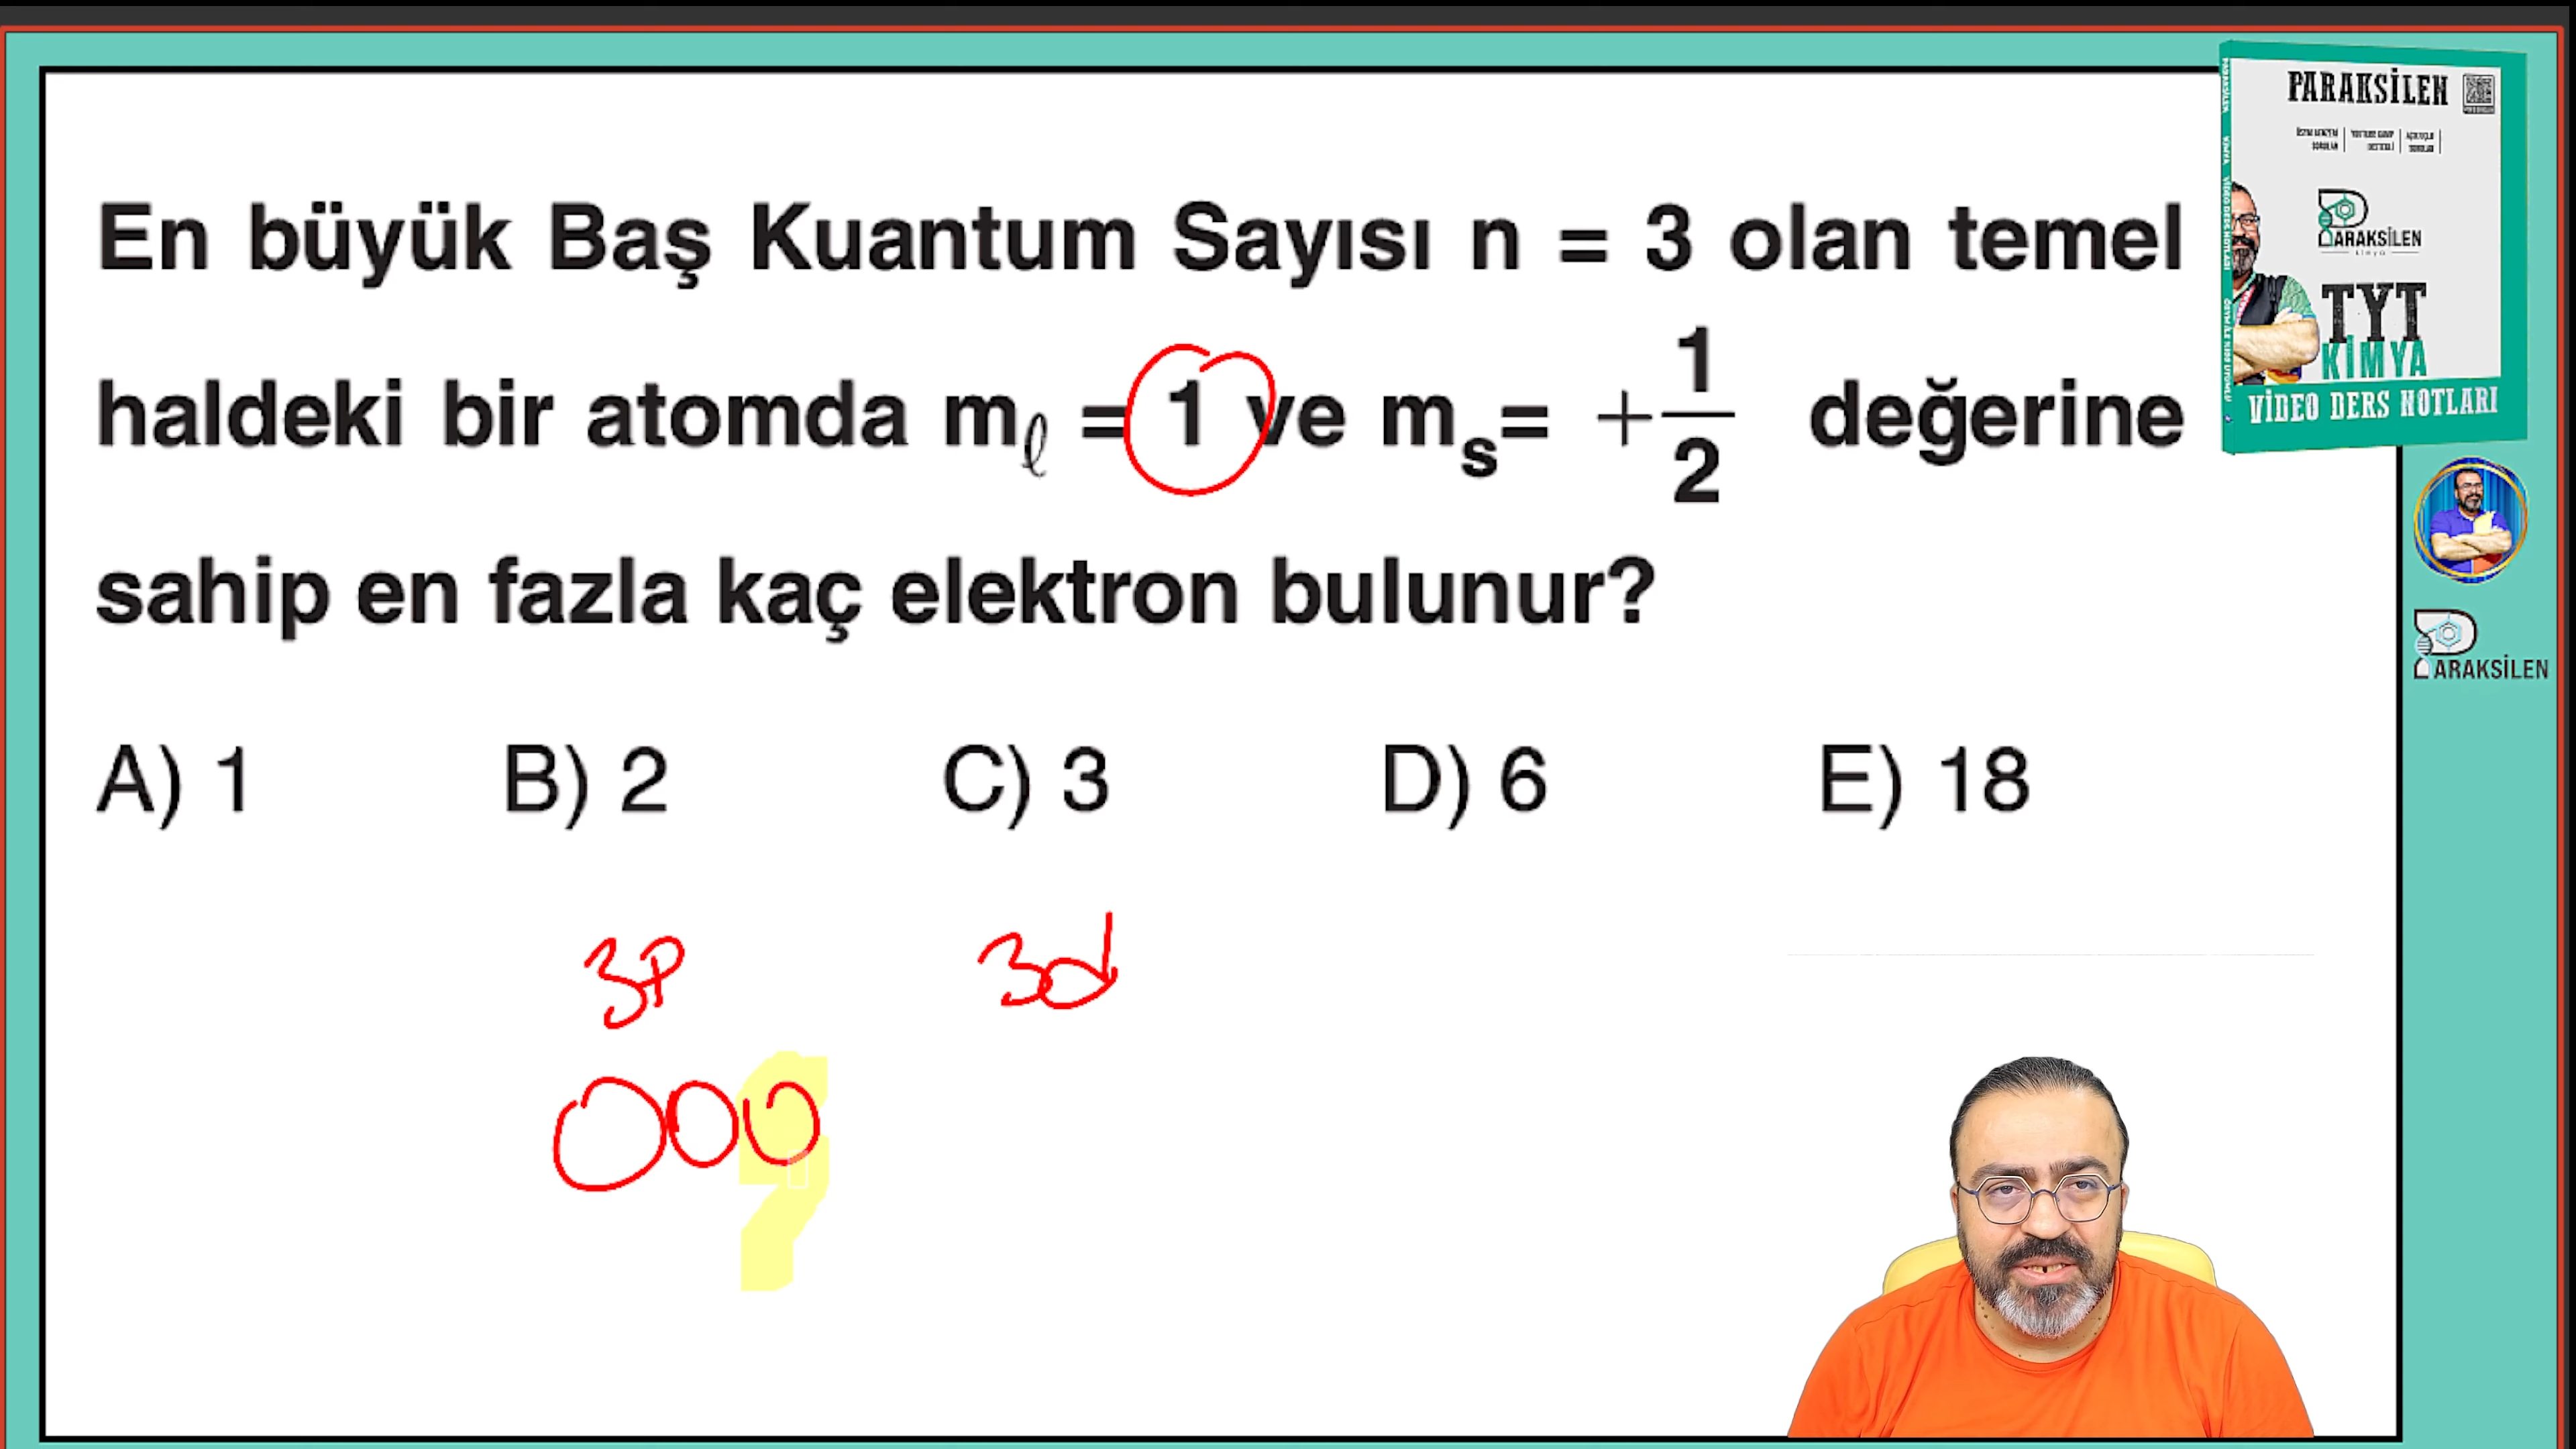 En büyük Baş Kuantum Sayısı n = 3 olan temel
haldeki bir atomda mℓ = 1 ve ms= +1/2 değerine
sahip en fazla kaç elektron bulunur?
A) 1 B) 2 C) 3 D) 6 E) 18
3p 3d
PARAKSİLEN
PARAKSİLEN
kimya
TYT
KİMYA
VİDEO DERS NOTLARI
PARAKSİLEN